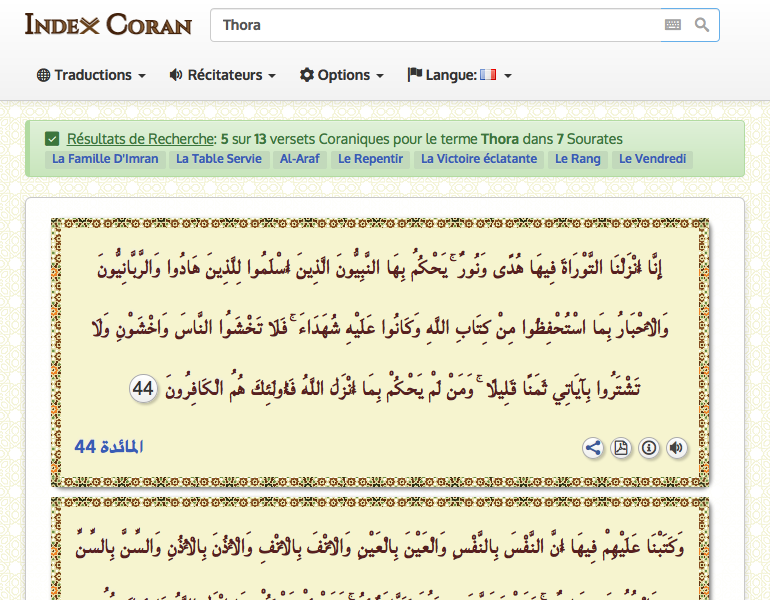 INDEX CORAN
Thora
Traductions Récitateurs Options Langue:
Résultats de Recherche: 5 sur 13 versets Coraniques pour le terme Thora dans 7 Sourates
La Famille D'Imran La Table Servie Al-Araf Le Repentir La Victoire éclatante Le Rang Le Vendredi
إِنَّا أَنْزَلْنَا التَّوْرَاةَ فِيهَا هُدًى وَنُورٌ ۚ يَحْكُمُ بِهَا النَّبِيُّونَ الَّذِينَ أَسْلَمُوا لِلَّذِينَ هَادُوا وَالرَّبَّانِيُّونَ
وَالْأَحْبَارُ بِمَا اسْتُحْفِظُوا مِنْ كِتَابِ اللَّهِ وَكَانُوا عَلَيْهِ شُهَدَاءَ ۚ فَلَا تَخْشَوُا النَّاسَ وَاخْشَوْنِ وَلَا
تَشْتَرُوا بِآيَاتِي ثَمَنًا قَلِيلًا ۚ وَمَنْ لَمْ يَحْكُمْ بِمَا أَنْزَلَ اللَّهُ فَأُولَئِكَ هُمُ الْكَافِرُونَ 44
المائدة 44
وَكَتَبْنَا عَلَيْهِمْ فِيهَا أَنَّ النَّفْسَ بِالنَّفْسِ وَالْعَيْنَ بِالْعَيْنِ وَالْأَنْفَ بِالْأَنْفِ وَالْأُذُنَ بِالْأُذُنِ وَالسِّنَّ بِالسِّنِّ